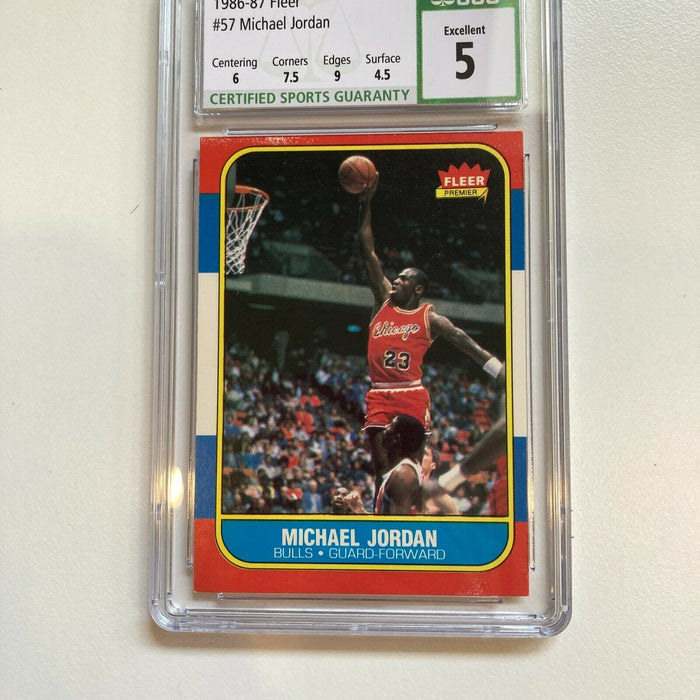 1986-87 Fleer
#57 Michael Jordan
Centering Corners Edges Surface
6 7.5 9 4.5
CERTIFIED SPORTS GUARANTY
Excellent
5
FLEER
PREMIER
Chicago
23
MICHAEL JORDAN
BULLS • GUARD-FORWARD